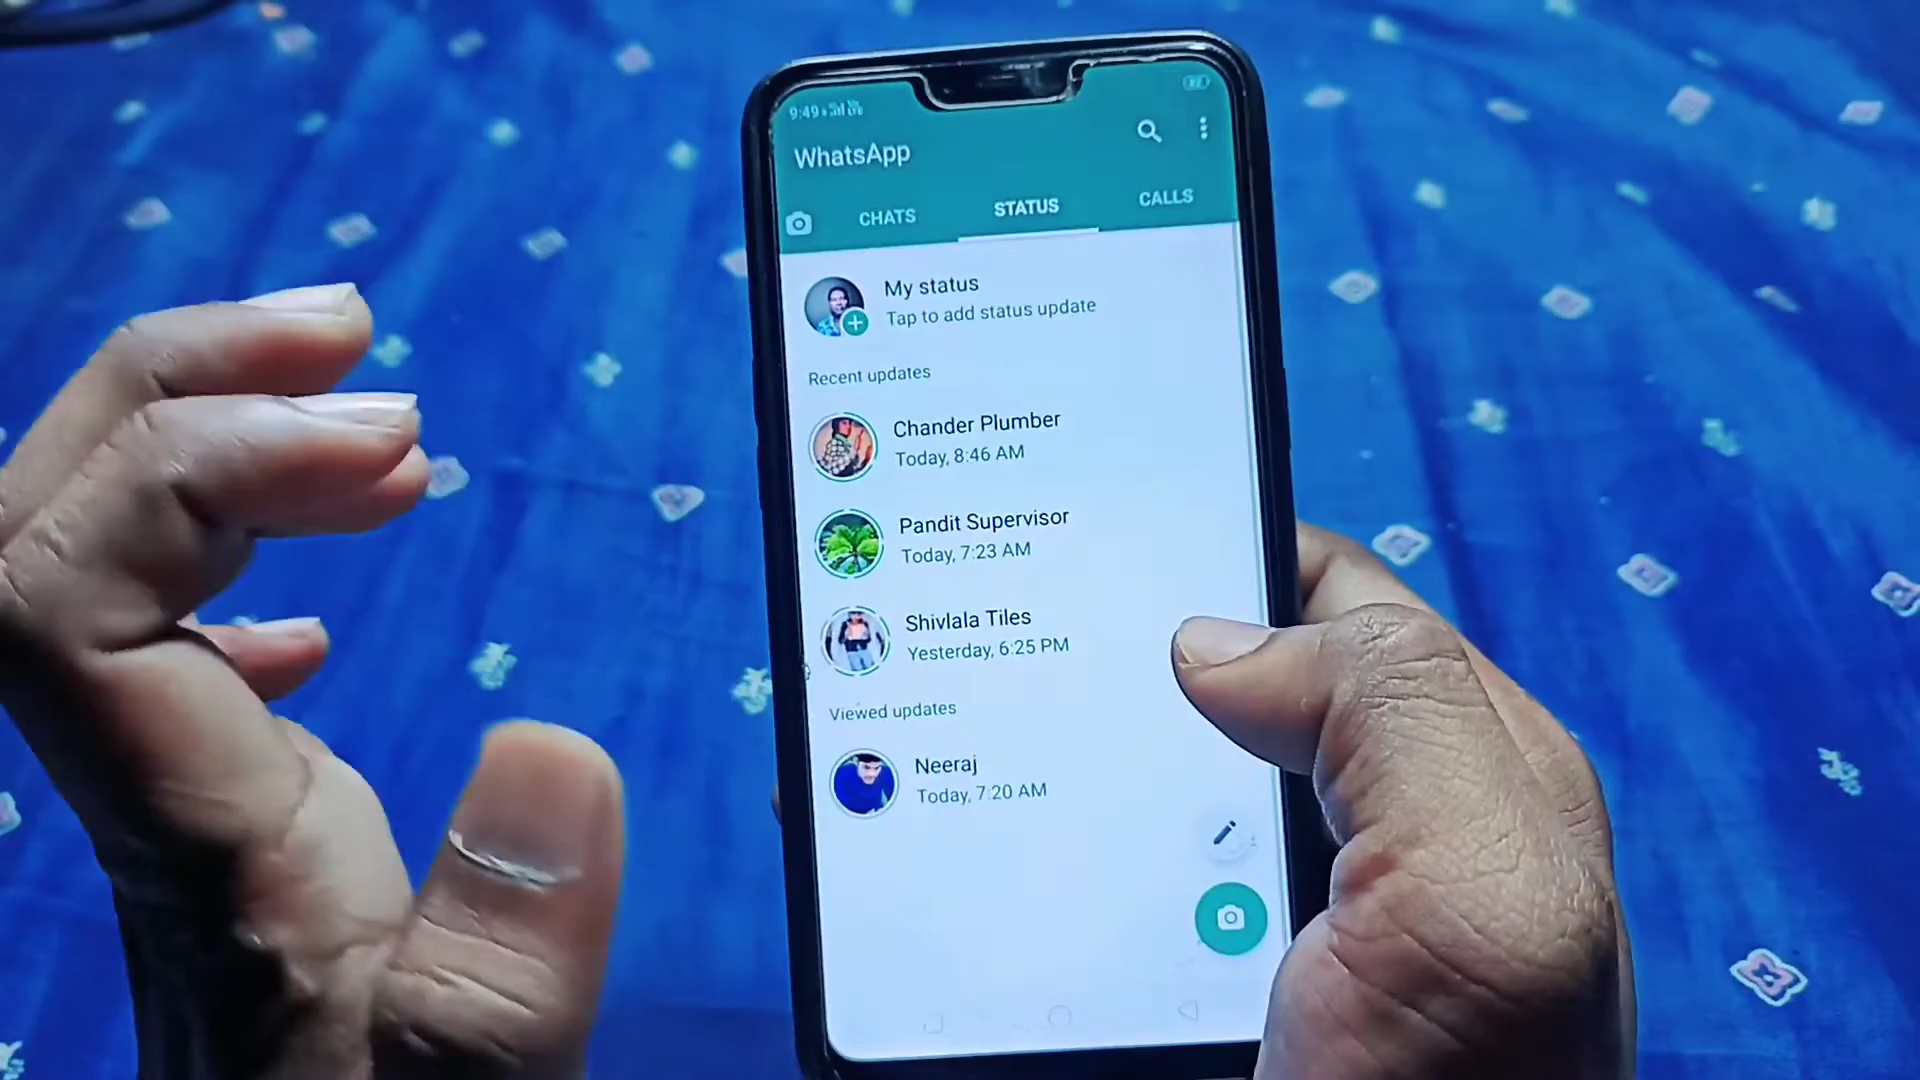 9:49
WhatsApp
CHATS
STATUS
CALLS
My status
Tap to add status update
Recent updates
Chander Plumber
Today, 8:46 AM
Pandit Supervisor
Today, 7:23 AM
Shivlala Tiles
Yesterday, 6:25 PM
Viewed updates
Neeraj
Today, 7:20 AM